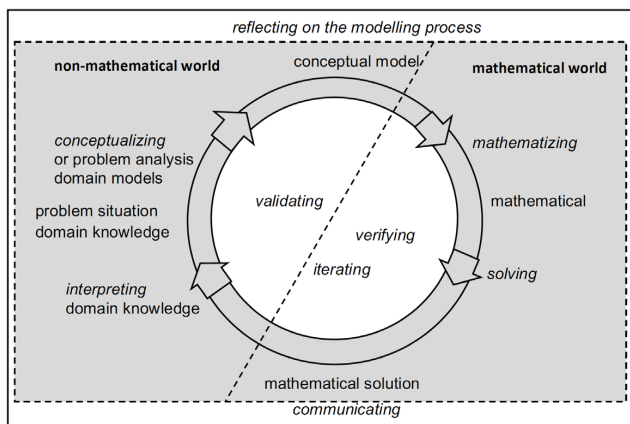 reflecting on the modelling process
non-mathematical world
conceptual model
mathematical world
conceptualizing
or problem analysis
domain models
mathematizing
validating
mathematical
problem situation
domain knowledge
verifying
iterating
solving
interpreting
domain knowledge
mathematical solution
communicating